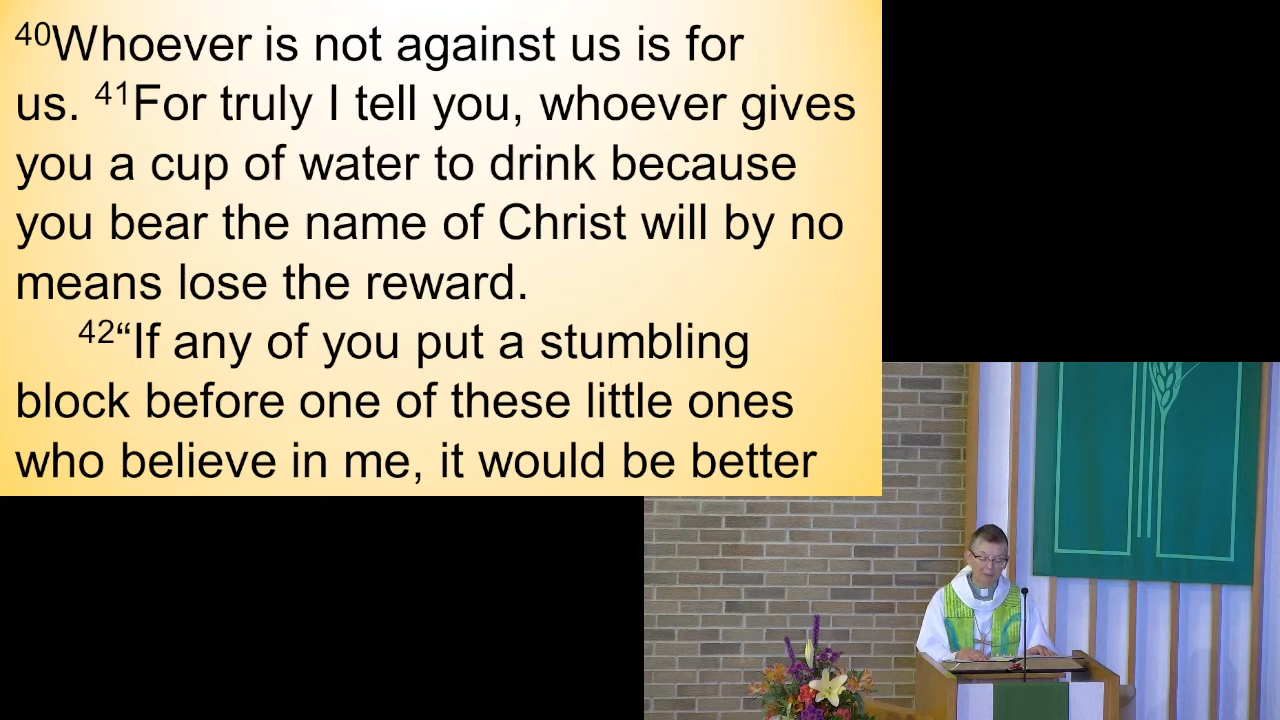 40Whoever is not against us is for
us. 41For truly I tell you, whoever gives
you a cup of water to drink because
you bear the name of Christ will by no
means lose the reward.
42“If any of you put a stumbling
block before one of these little ones
who believe in me, it would be better